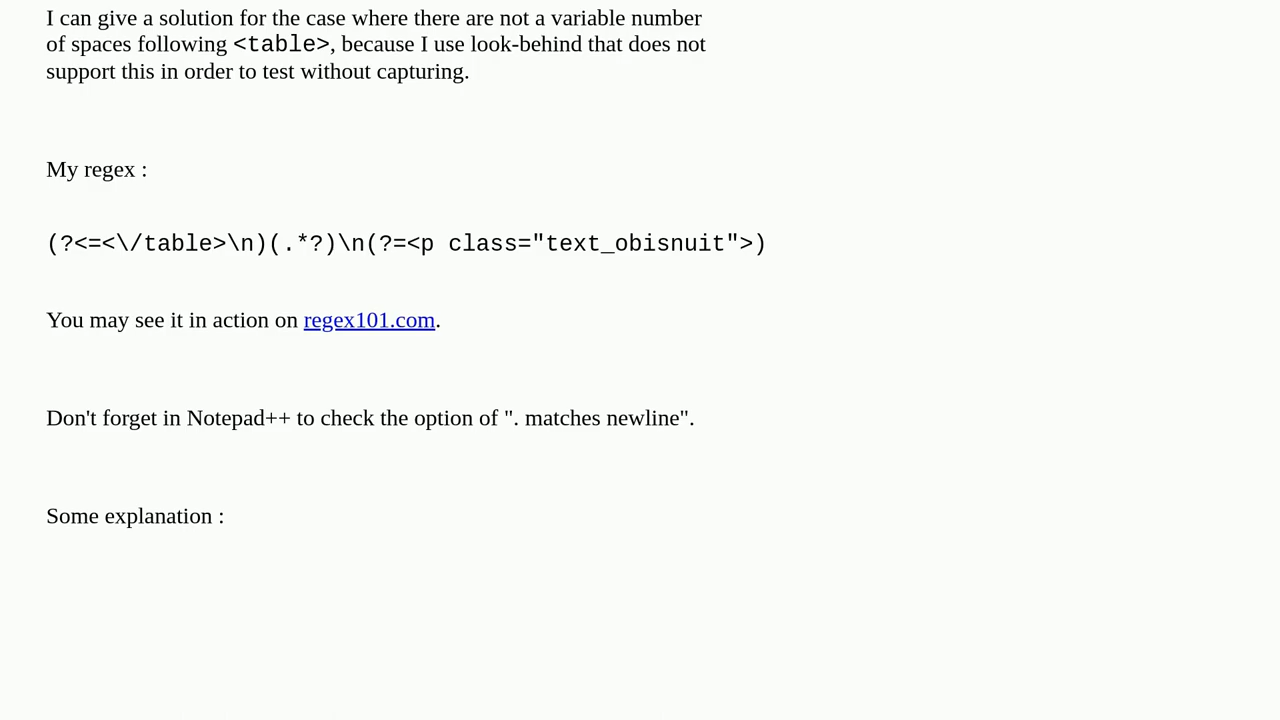 I can give a solution for the case where there are not a variable number
of spaces following <table>, because I use look-behind that does not
support this in order to test without capturing.
My regex :
(?<=<\/table>\n)(.*?)\n(?=<p class="text_obisnuit">)
You may see it in action on regex101.com.
Don't forget in Notepad++ to check the option of ". matches newline".
Some explanation :